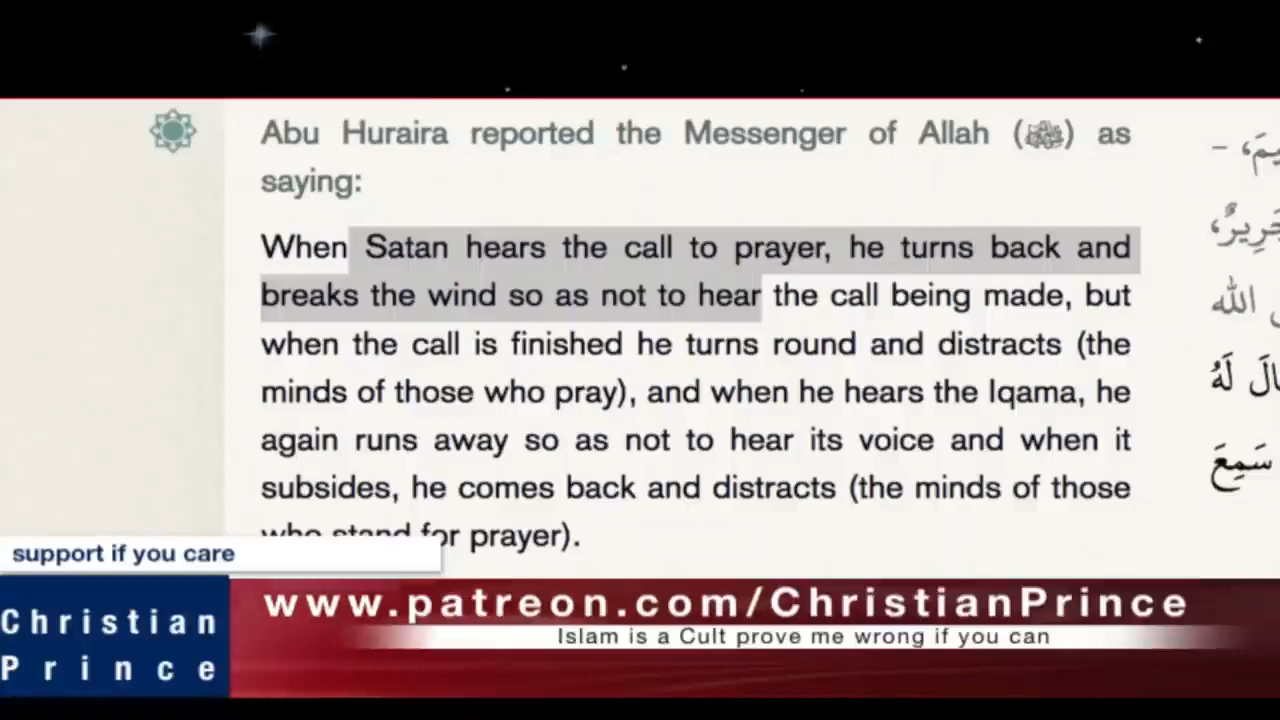 Abu Huraira reported the Messenger of Allah (ﷺ) as
saying:
When Satan hears the call to prayer, he turns back and
breaks the wind so as not to hear the call being made, but
when the call is finished he turns round and distracts (the
minds of those who pray), and when he hears the Iqama, he
again runs away so as not to hear its voice and when it
subsides, he comes back and distracts (the minds of those
who stand for prayer).
الله
لَهُ
سَمِعَ
support if you care
Christian
Prince
www.patreon.com/ChristianPrince
Islam is a Cult prove me wrong if you can